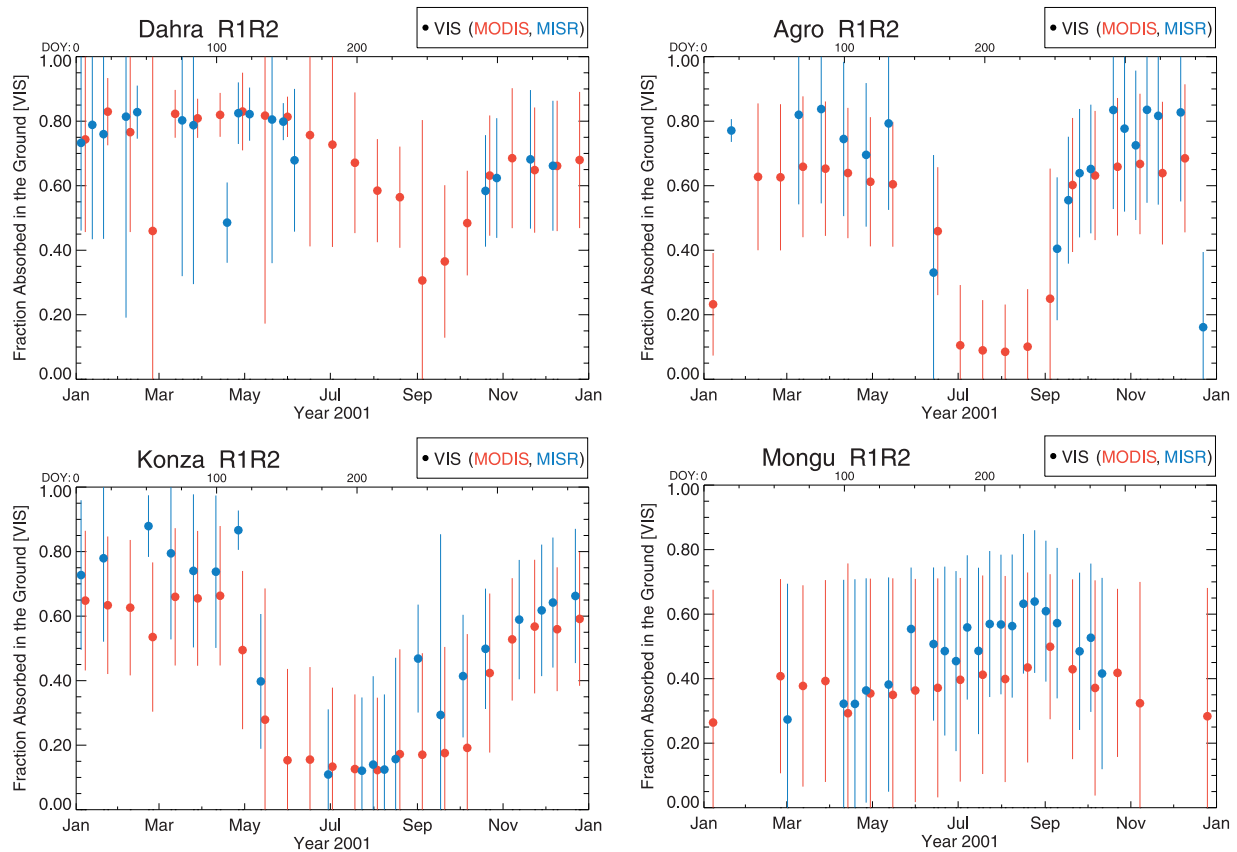 Dahra R1R2
VIS (MODIS, MISR)
DOY: 0 100 200
Fraction Absorbed in the Ground [VIS]
1.00
0.80
0.60
0.40
0.20
0.00
Jan Mar May Jul Sep Nov Jan
Year 2001
Agro R1R2
VIS (MODIS, MISR)
DOY: 0 100 200
Fraction Absorbed in the Ground [VIS]
1.00
0.80
0.60
0.40
0.20
0.00
Jan Mar May Jul Sep Nov Jan
Year 2001
Konza R1R2
VIS (MODIS, MISR)
DOY: 0 100 200
Fraction Absorbed in the Ground [VIS]
1.00
0.80
0.60
0.40
0.20
0.00
Jan Mar May Jul Sep Nov Jan
Year 2001
Mongu R1R2
VIS (MODIS, MISR)
DOY: 0 100 200
Fraction Absorbed in the Ground [VIS]
1.00
0.80
0.60
0.40
0.20
0.00
Jan Mar May Jul Sep Nov Jan
Year 2001